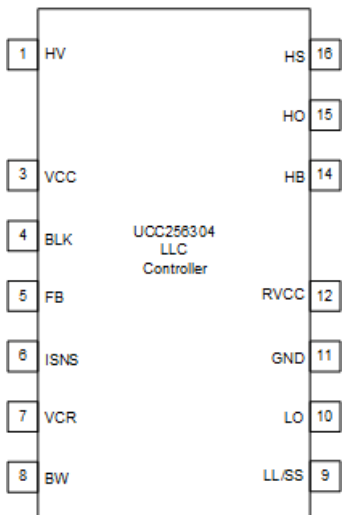 1 HV
HS 16
HO 15
3 VCC
HB 14
4 BLK
UCC256304
LLC
Controller
5 FB
RVCC 12
6 ISNS
GND 11
7 VCR
LO 10
8 BW
LL/SS 9